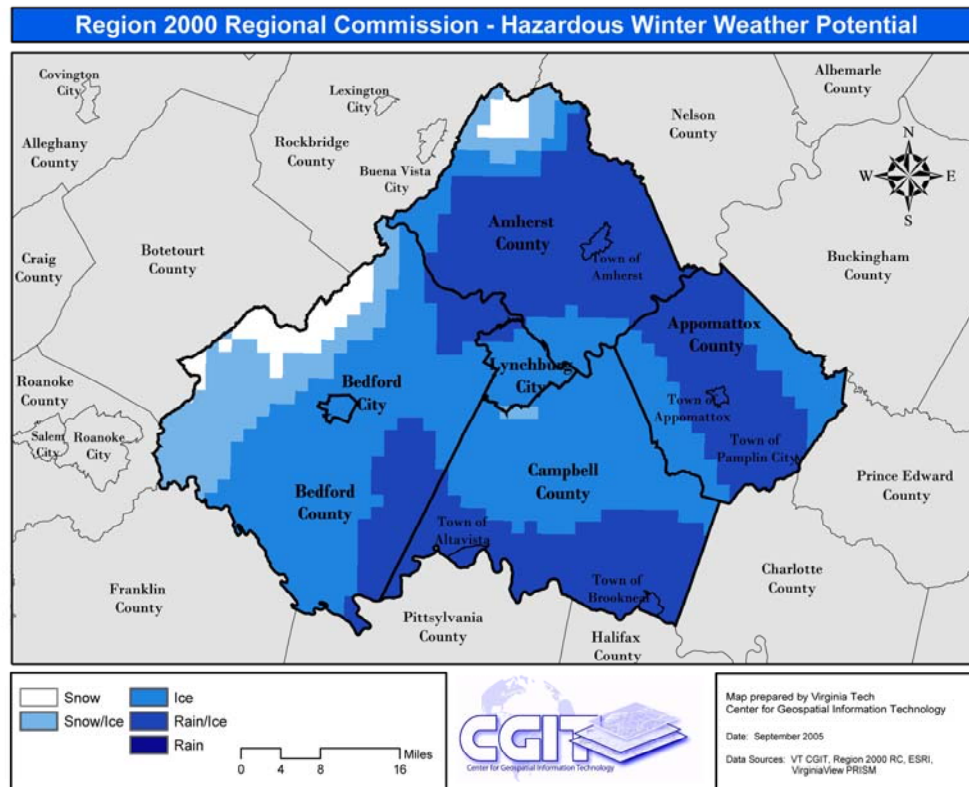 Region 2000 Regional Commission - Hazardous Winter Weather Potential
Covington
City
Lexington
City
Albemarle
County
Nelson
County
Alleghany
County
Rockbridge
County
Buena Vista
City
N
W
E
S
Craig
County
Botetourt
County
Amherst
County
Town of
Amherst
Buckingham
County
Appomattox
County
Roanoke
County
Salem
City
Roanoke
City
Bedford
City
Lynchburg
City
Town of
Appomattox
Town of
Pamplin City
Bedford
County
Campbell
County
Prince Edward
County
Town of
Altavista
Town of
Brookneal
Charlotte
County
Franklin
County
Pittsylvania
County
Halifax
County
Snow
Snow/Ice
Ice
Rain/Ice
Rain
Miles
0 4 8 16
CGIT
Center for Geospatial Information Technology
Map prepared by Virginia Tech
Center for Geospatial Information Technology
Date: September 2005
Data Sources: VT CGIT, Region 2000 RC, ESRI,
VirginiaView PRISM